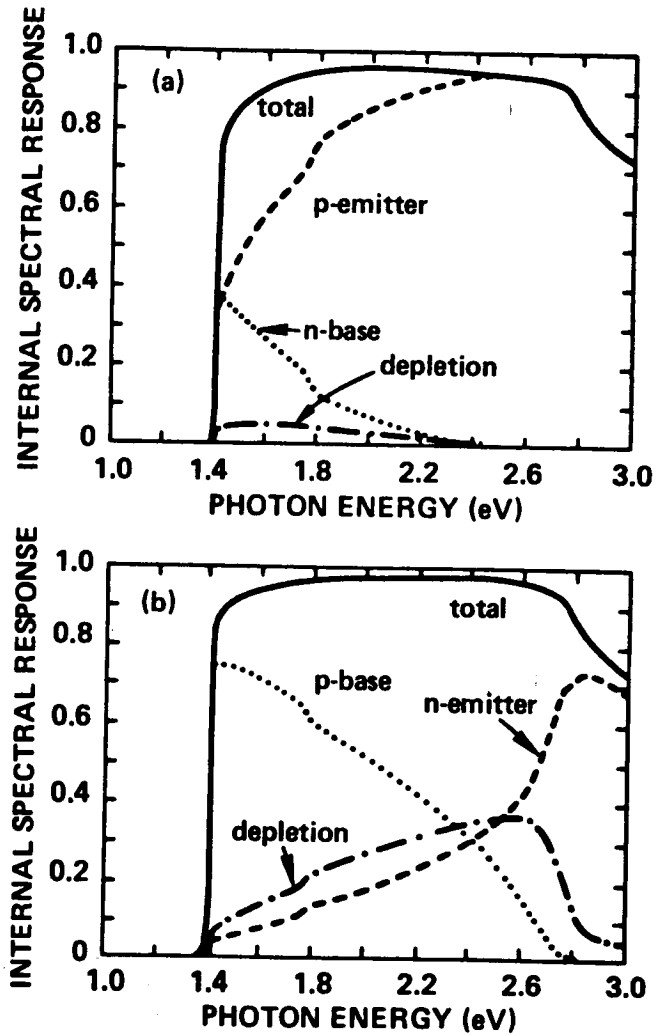 INTERNAL SPECTRAL RESPONSE
1.0
0.8
0.6
0.4
0.2
0
(a)
total
p-emitter
n-base
depletion
1.0 1.4 1.8 2.2 2.6 3.0
PHOTON ENERGY (eV)
INTERNAL SPECTRAL RESPONSE
1.0
0.8
0.6
0.4
0.2
0
(b)
total
p-base
n-emitter
depletion
1.0 1.4 1.8 2.2 2.6 3.0
PHOTON ENERGY (eV)